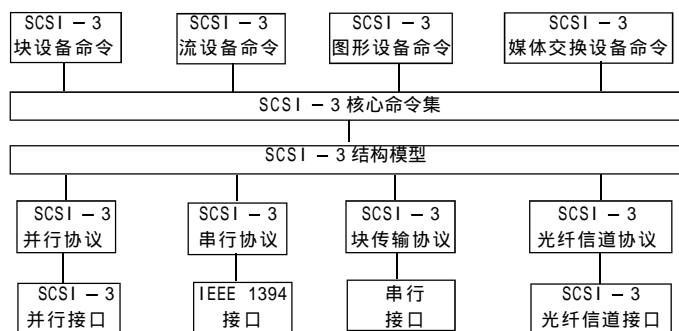 SCSI － 3
块设备命令
SCSI － 3
流设备命令
SCSI － 3
图形设备命令
SCSI － 3
媒体交换设备命令
SCSI － 3 核心命令集
SCSI － 3 结构模型
SCSI － 3
并行协议
SCSI － 3
串行协议
SCSI － 3
块传输协议
SCSI － 3
光纤信道协议
SCSI － 3
并行接口
IEEE 1394
接口
串行
接口
SCSI － 3
光纤信道接口